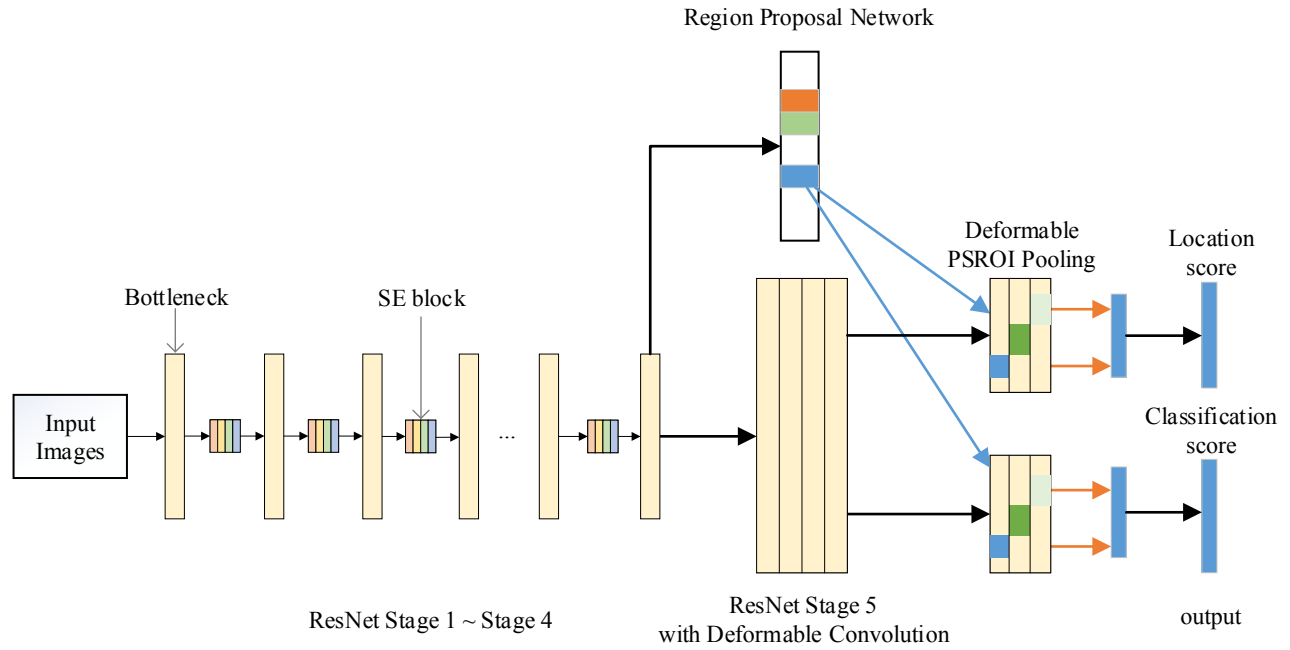 Region Proposal Network
Deformable
PSROI Pooling
Location
score
Bottleneck
SE block
Input
Images
...
Classification
score
ResNet Stage 1 ~ Stage 4
ResNet Stage 5
with Deformable Convolution
output